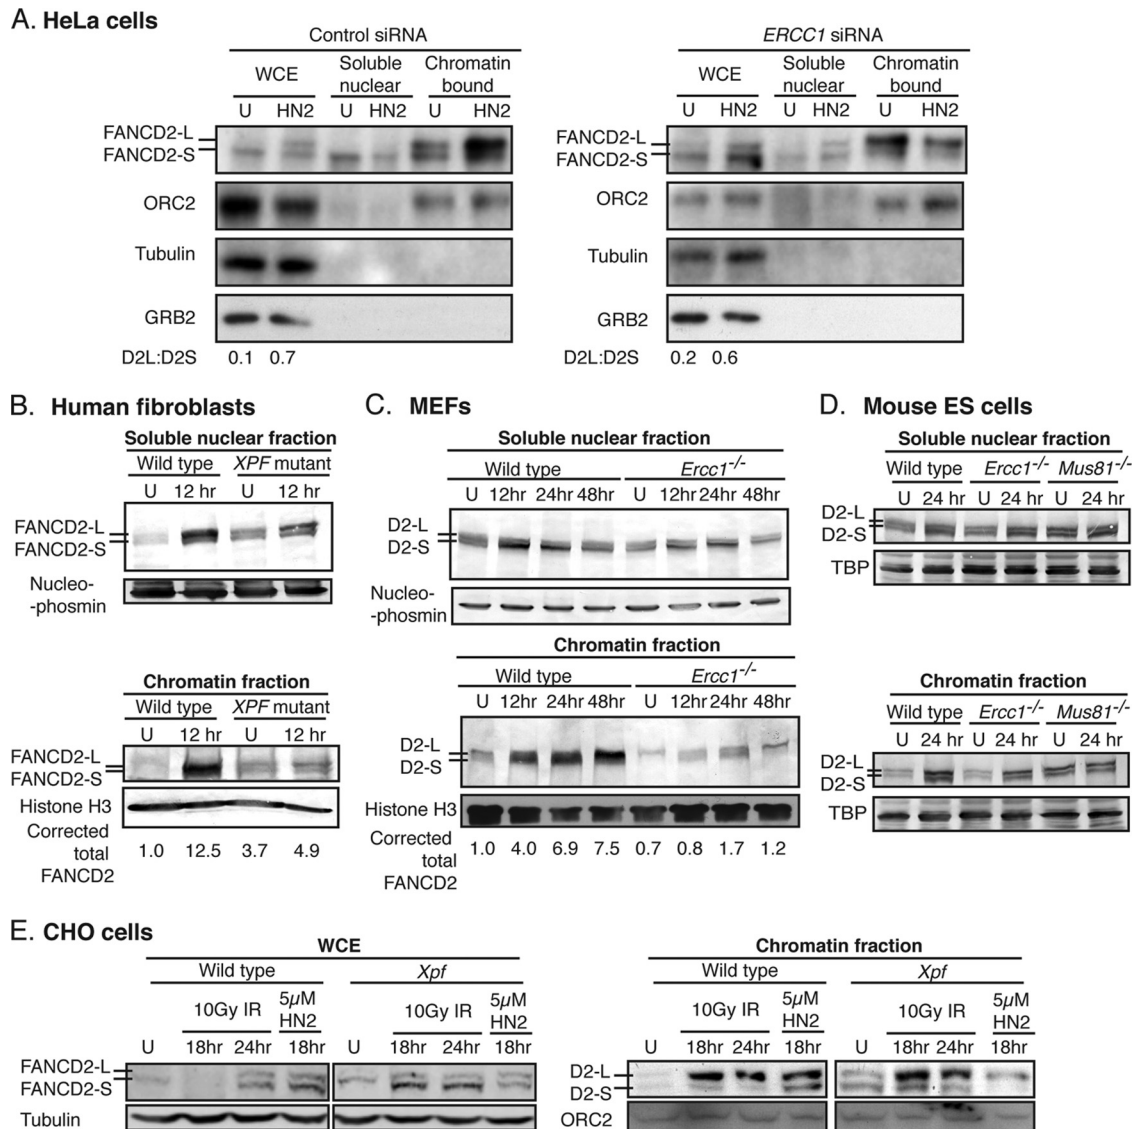 A. HeLa cells
Control siRNA
WCE
Soluble nuclear
Chromatin bound
U HN2 U HN2 U HN2
FANCD2-L
FANCD2-S
ORC2
Tubulin
GRB2
D2L:D2S 0.1 0.7
ERCC1 siRNA
WCE
Soluble nuclear
Chromatin bound
U HN2 U HN2 U HN2
FANCD2-L
FANCD2-S
ORC2
Tubulin
GRB2
D2L:D2S 0.2 0.6
B. Human fibroblasts
Soluble nuclear fraction
Wild type XPF mutant
U 12 hr U 12 hr
FANCD2-L
FANCD2-S
Nucleo-
-phosmin
Chromatin fraction
Wild type XPF mutant
U 12 hr U 12 hr
FANCD2-L
FANCD2-S
Histone H3
Corrected
total 1.0 12.5 3.7 4.9
FANCD2
C. MEFs
Soluble nuclear fraction
Wild type Ercc1-/-
U 12hr 24hr 48hr U 12hr 24hr 48hr
D2-L
D2-S
Nucleo-
-phosmin
Chromatin fraction
Wild type Ercc1-/-
U 12hr 24hr 48hr U 12hr 24hr 48hr
D2-L
D2-S
Histone H3
Corrected 1.0 4.0 6.9 7.5 0.7 0.8 1.7 1.2
total
FANCD2
D. Mouse ES cells
Soluble nuclear fraction
Wild type Ercc1-/- Mus81-/-
U 24 hr U 24 hr U 24 hr
D2-L
D2-S
TBP
Chromatin fraction
Wild type Ercc1-/- Mus81-/-
U 24 hr U 24 hr U 24 hr
D2-L
D2-S
TBP
E. CHO cells
WCE
Wild type Xpf
10Gy IR 5µM HN2 10Gy IR 5µM HN2
U 18hr 24hr 18hr U 18hr 24hr 18hr
FANCD2-L
FANCD2-S
Tubulin
Chromatin fraction
Wild type Xpf
10Gy IR 5µM HN2 10Gy IR 5µM HN2
U 18hr 24hr 18hr U 18hr 24hr 18hr
D2-L
D2-S
ORC2